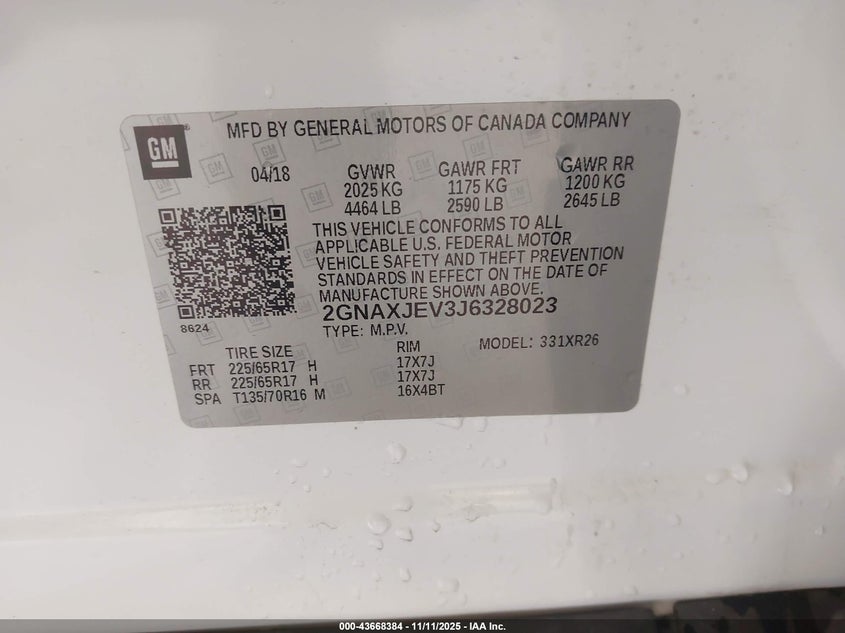 GM
MFD BY GENERAL MOTORS OF CANADA COMPANY
04/18 GVWR GAWR FRT GAWR RR
2025 KG 1175 KG 1200 KG
4464 LB 2590 LB 2645 LB
THIS VEHICLE CONFORMS TO ALL
APPLICABLE U.S. FEDERAL MOTOR
VEHICLE SAFETY AND THEFT PREVENTION
STANDARDS IN EFFECT ON THE DATE OF
MANUFACTURE SHOWN ABOVE.
2GNAXJEV3J6328023
8624
TYPE: M.P.V.
TIRE SIZE RIM MODEL: 331XR26
FRT 225/65R17 H 17X7J
RR 225/65R17 H 17X7J
SPA T135/70R16 M 16X4BT
000-43668384 - 11/11/2025 - IAA Inc.